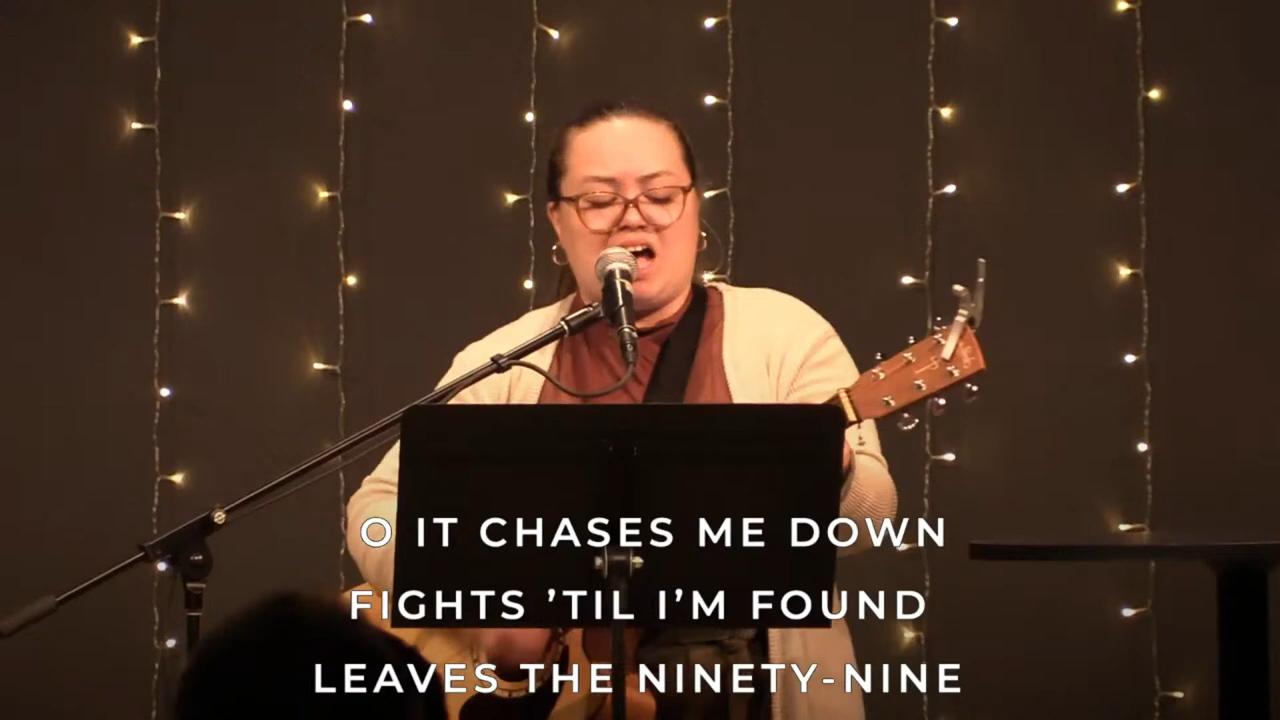 O IT CHASES ME DOWN
FIGHTS ’TIL I’M FOUND
LEAVES THE NINETY-NINE